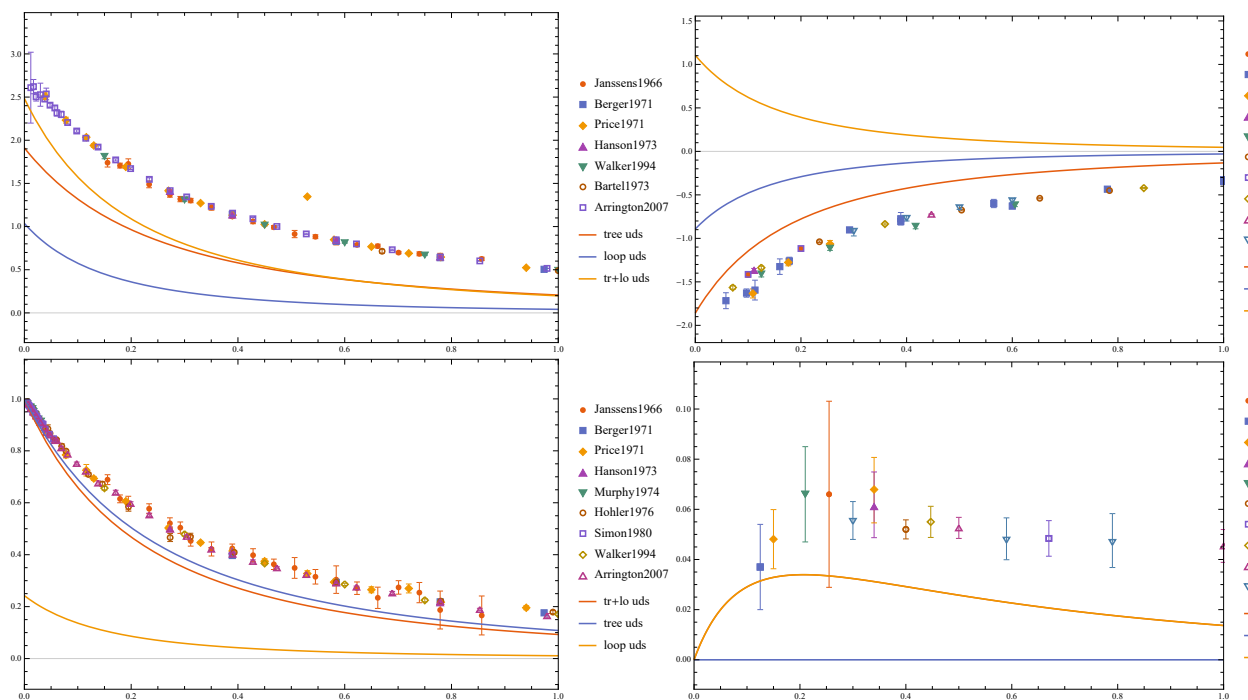 3.0
2.5
2.0
1.5
1.0
0.5
0.0
0.0 0.2 0.4 0.6 0.8 1.0
Janssens1966
Berger1971
Price1971
Hanson1973
Walker1994
Bartel1973
Arrington2007
tree uds
loop uds
tr+lo uds
1.5
1.0
0.5
0.0
-0.5
-1.0
-1.5
-2.0
0.0 0.2 0.4 0.6 0.8 1.0
1.0
0.8
0.6
0.4
0.2
0.0
0.0 0.2 0.4 0.6 0.8 1.0
Janssens1966
Berger1971
Price1971
Hanson1973
Murphy1974
Hohler1976
Simon1980
Walker1994
Arrington2007
tr+lo uds
tree uds
loop uds
0.10
0.08
0.06
0.04
0.02
0.00
0.0 0.2 0.4 0.6 0.8 1.0